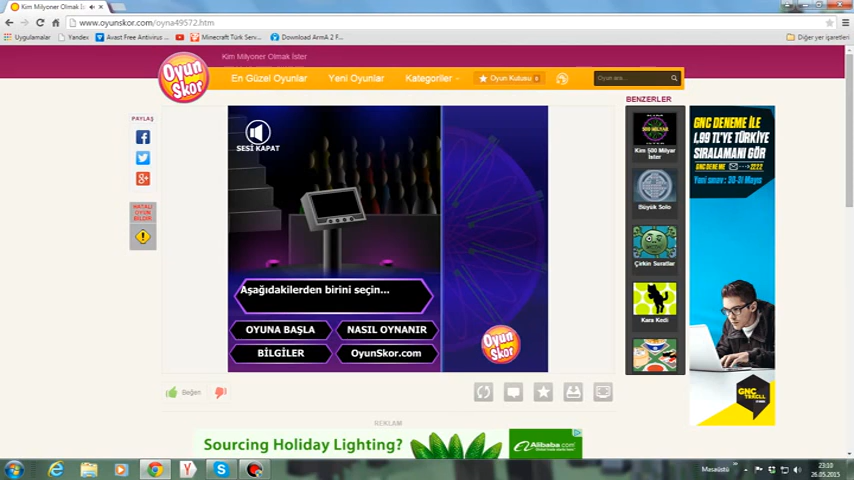 Kim Milyoner Olmak İste
www.oyunskor.com/oyna49572.htm
Uygulamalar
Yandex
Avast Free Antivirus ...
Minecraft Türk Serv...
Download ArmA 2 F...
Diğer yer işaretleri
Kim Milyoner Olmak İster
Oyun Skor
En Güzel Oyunlar
Yeni Oyunlar
Kategoriler
Oyun Kutusu
Oyun ara...
PAYLAŞ
HATALI
OYUN
BİLDİR
SESİ KAPAT
Aşağıdakilerden birini seçin...
OYUNA BAŞLA
NASIL OYNANIR
BİLGİLER
OyunSkor.com
Oyun Skor
Beğen
BENZERLER
Kim 500 Milyar
İster
Büyük Solo
Çirkin Suratlar
Kara Kedi
GNC DENEME İLE
1,99 TL'YE TÜRKİYE
SIRALAMANI GÖR
GNC DENEME 2222
Yeni sınav: 30-31 Mayıs
GNC
TRKCLL
REKLAM
Sourcing Holiday Lighting?
Alibaba.com
Masaüstü
23:10
26.05.2015